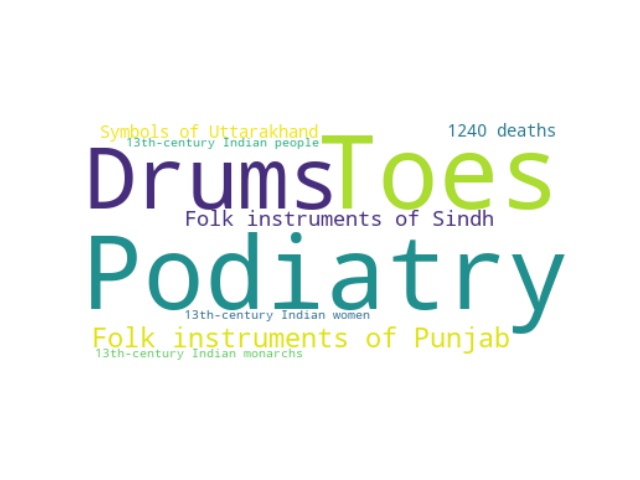 Symbols of Uttarakhand
1240 deaths
13th-century Indian people
Drums
Toes
Folk instruments of Sindh
Podiatry
13th-century Indian women
Folk instruments of Punjab
13th-century Indian monarchs